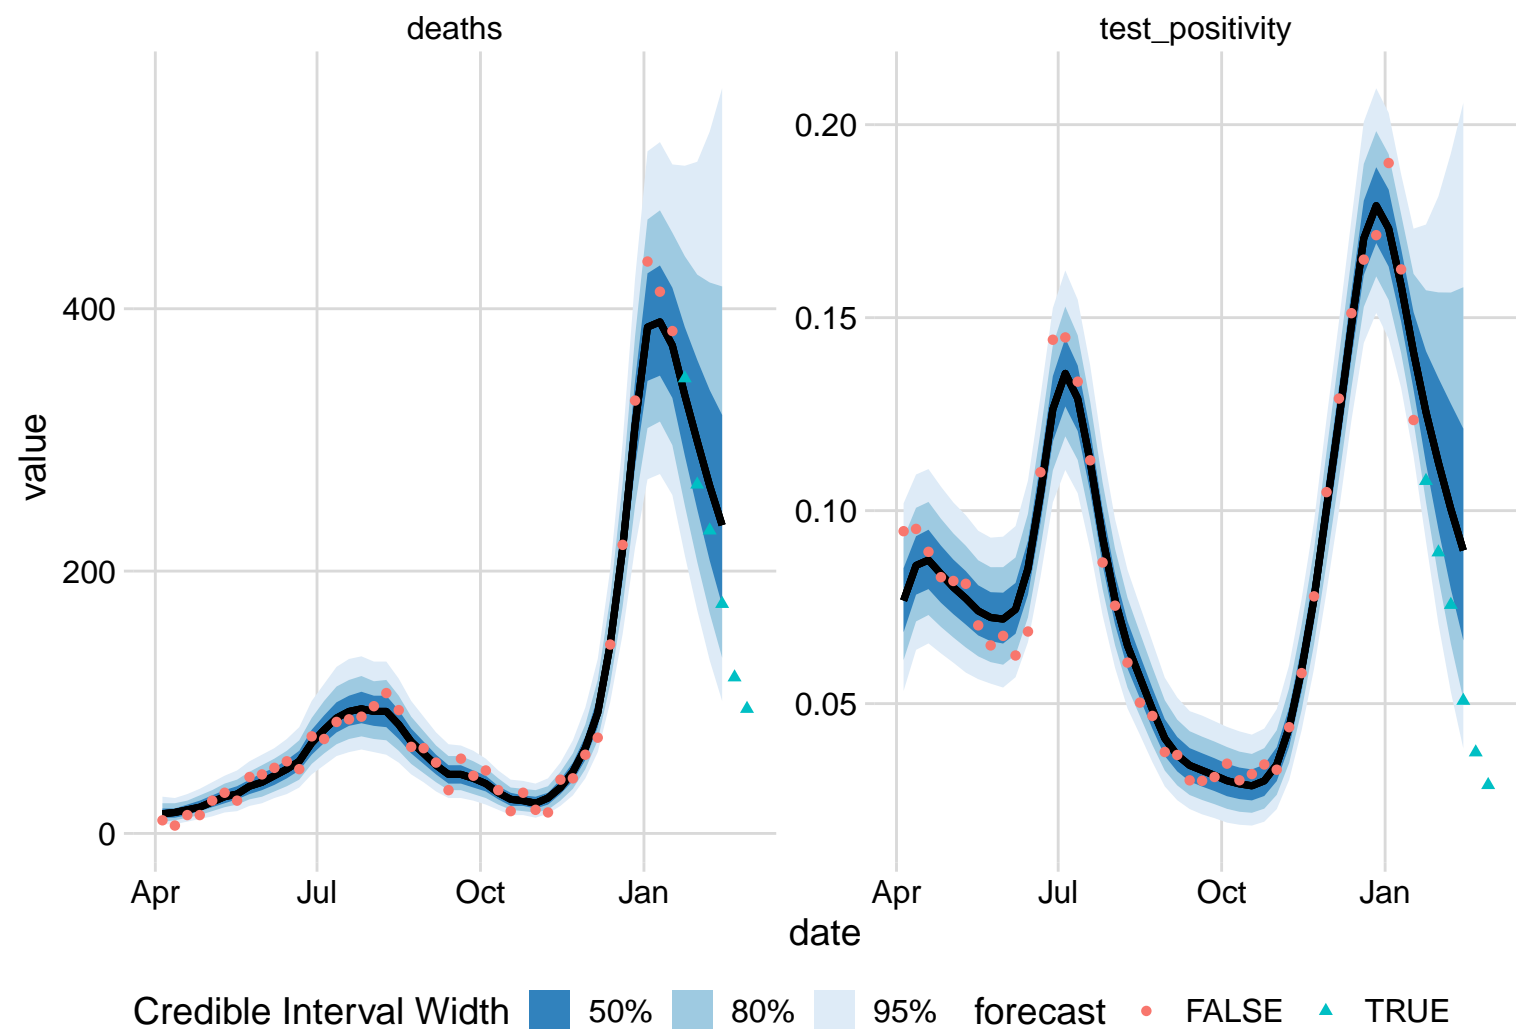 deaths
test_positivity
value
400
200
0
0.20
0.15
0.10
0.05
Apr Jul Oct Jan
Apr Jul Oct Jan
date
Credible Interval Width 50% 80% 95% forecast FALSE TRUE